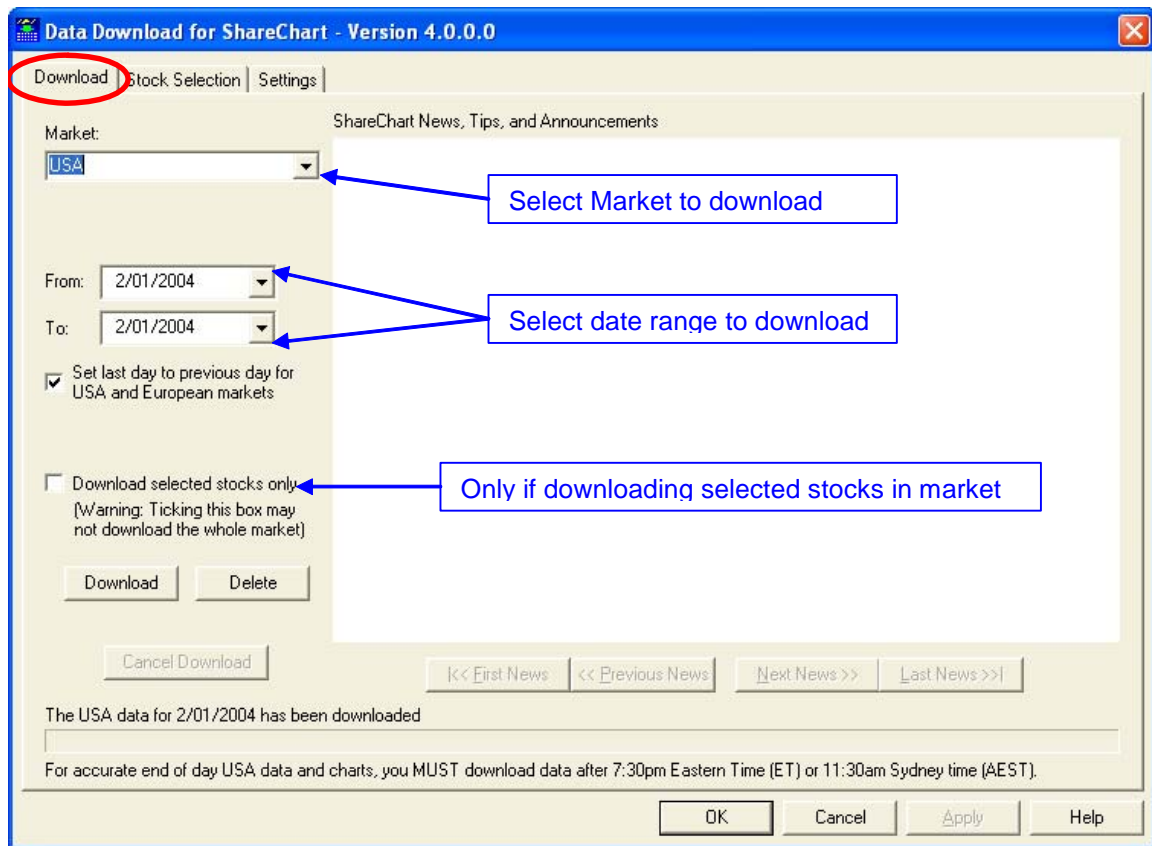 Data Download for ShareChart - Version 4.0.0.0
Download
Stock Selection
Settings
Market:
ShareChart News, Tips, and Announcements
USA
Select Market to download
From:
2/01/2004
To:
2/01/2004
Select date range to download
Set last day to previous day for
USA and European markets
Download selected stocks only
(Warning: Ticking this box may
not download the whole market)
Only if downloading selected stocks in market
Download
Delete
Cancel Download
|<< First News
<< Previous News
Next News >>
Last News >>|
The USA data for 2/01/2004 has been downloaded
For accurate end of day USA data and charts, you MUST download data after 7:30pm Eastern Time (ET) or 11:30am Sydney time (AEST).
OK
Cancel
Apply
Help